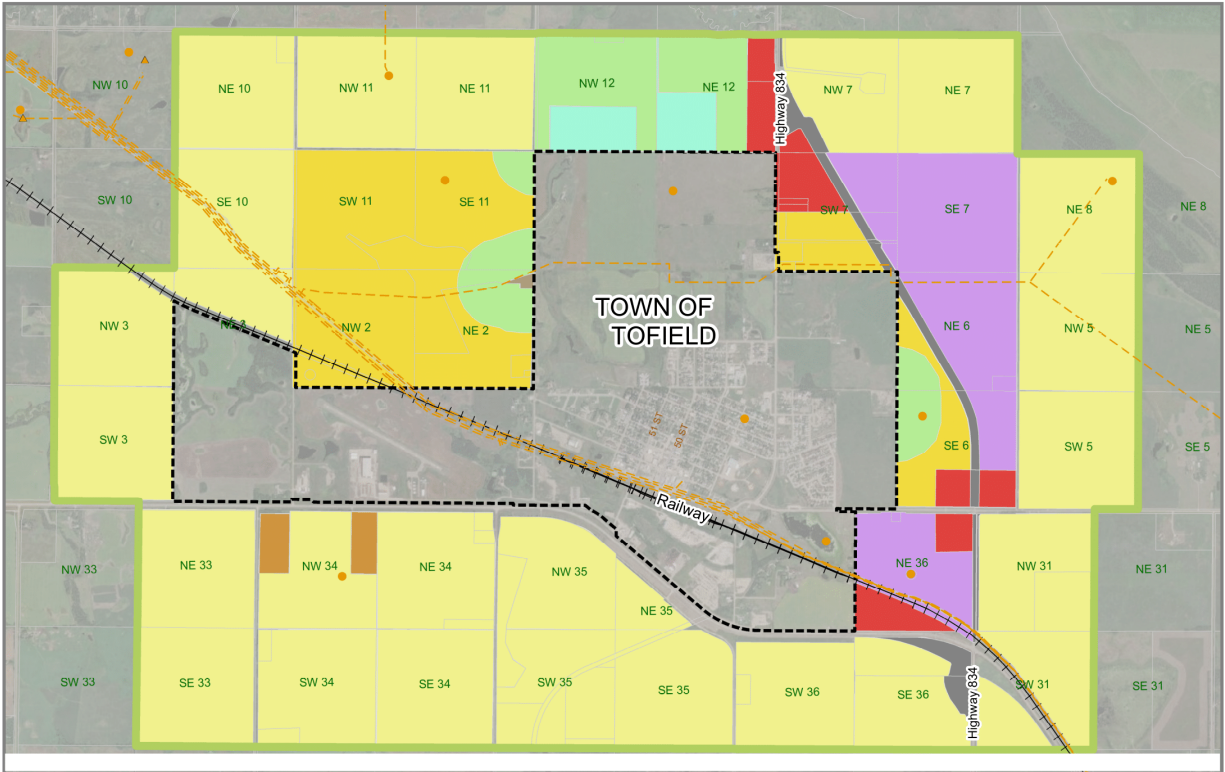 NW 10
NE 10
NW 11
NE 11
NW 12
NE 12
Highway 834
NW 7
NE 7
SW 10
SE 10
SW 11
SE 11
SW 7
SE 7
NE 8
NE 8
TOWN OF
TOFIELD
NW 3
NW 2
NE 2
NE 6
NW 5
NE 5
SW 3
51 ST
50 ST
SE 6
SW 5
SE 5
Railway
NW 33
NE 33
NW 34
NE 34
NW 35
NE 35
NE 36
NW 31
NE 31
SW 33
SE 33
SW 34
SE 34
SW 35
SE 35
SW 36
SE 36
Highway 834
SW 31
SE 31